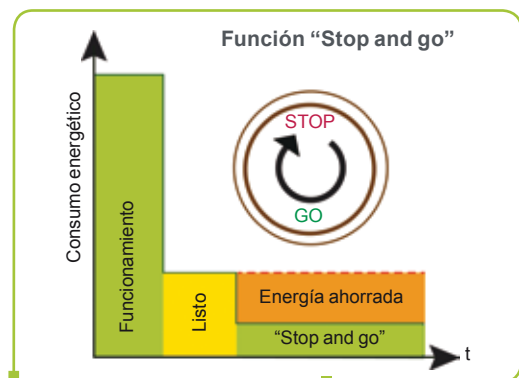 Función “Stop and go”
Consumo energético
STOP
GO
Funcionamiento
Listo
Energía ahorrada
“Stop and go”
t